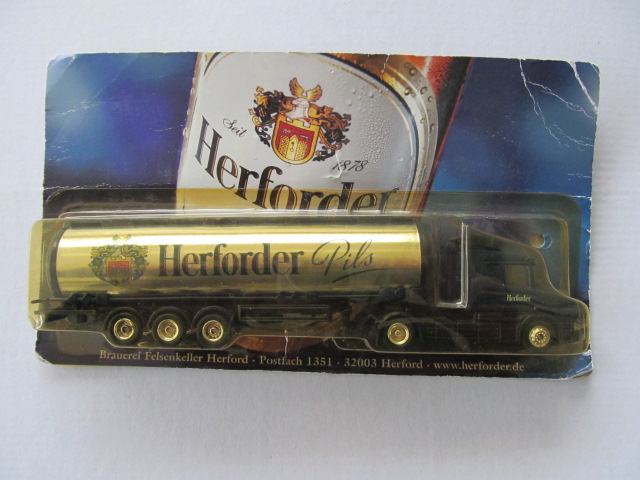 Seit 1878
Herforder
Herforder Pils
Herforder
Brauerei Felsenkeller Herford · Postfach 1351 · 32003 Herford · www.herforder.de